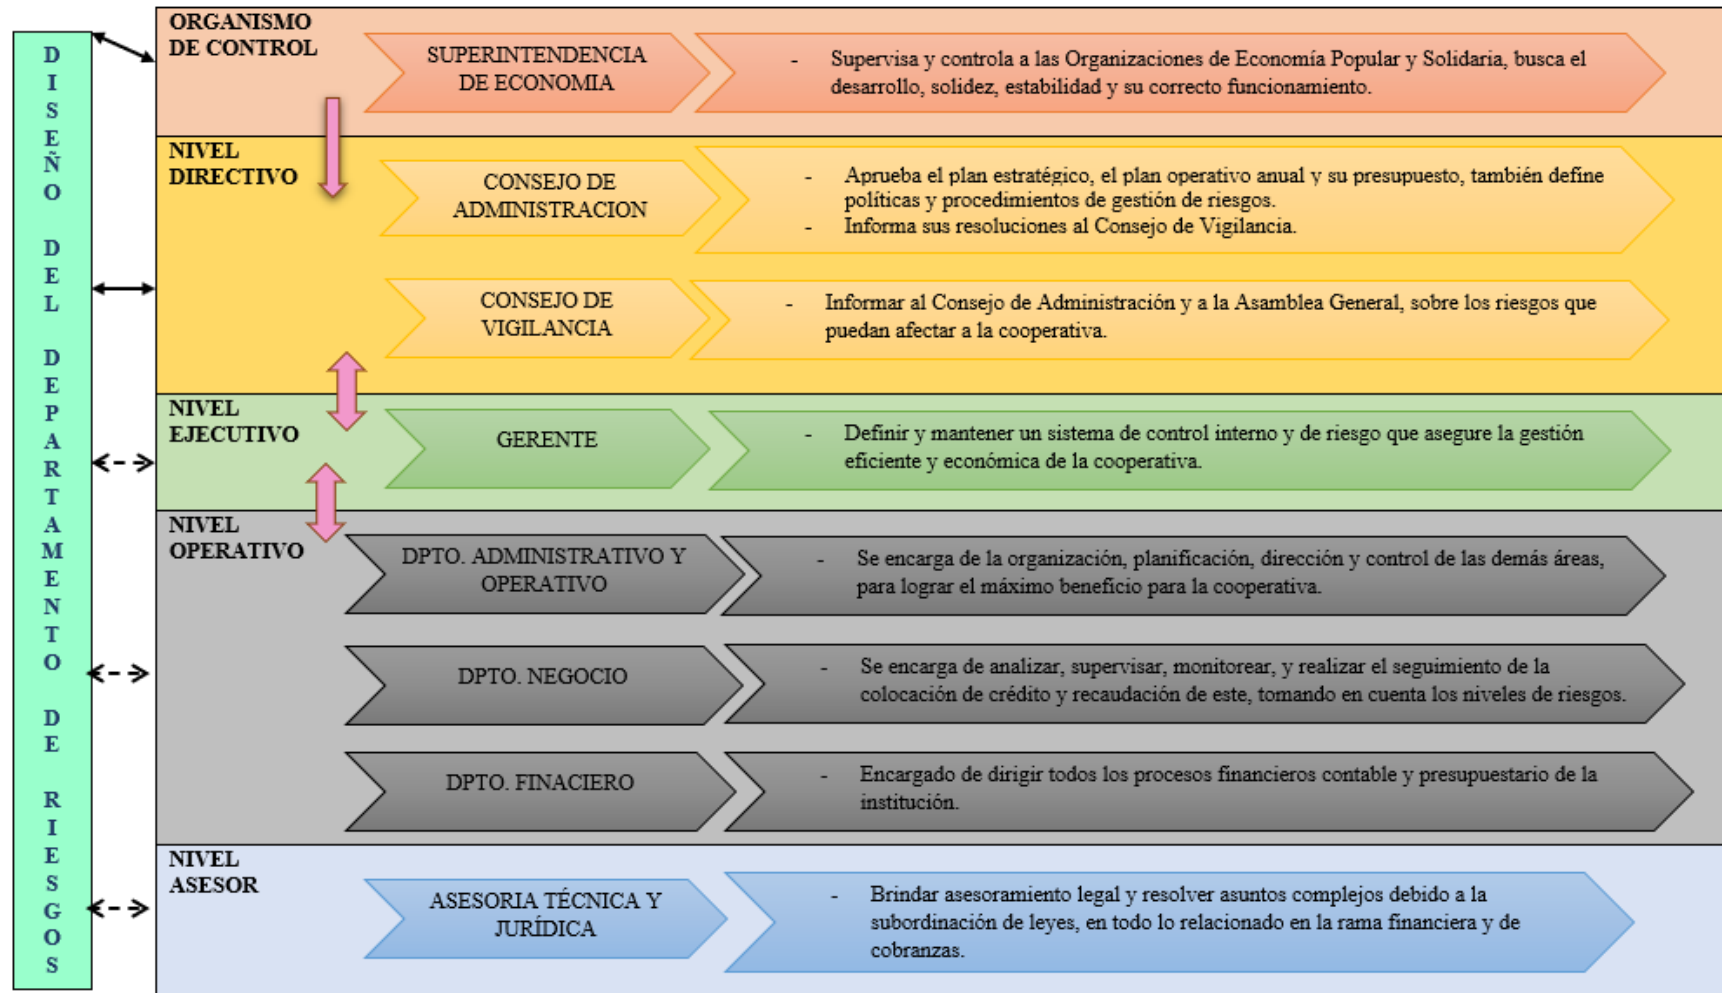 DISEÑO DEL DEPARTAMENTO DE RIESGOS
ORGANISMO
DE CONTROL
SUPERINTENDENCIA
DE ECONOMIA
- Supervisa y controla a las Organizaciones de Economía Popular y Solidaria, busca el
desarrollo, solidez, estabilidad y su correcto funcionamiento.
NIVEL
DIRECTIVO
CONSEJO DE
ADMINISTRACION
- Aprueba el plan estratégico, el plan operativo anual y su presupuesto, también define
políticas y procedimientos de gestión de riesgos.
- Informa sus resoluciones al Consejo de Vigilancia.
CONSEJO DE
VIGILANCIA
- Informar al Consejo de Administración y a la Asamblea General, sobre los riesgos que
puedan afectar a la cooperativa.
NIVEL
EJECUTIVO
GERENTE
- Definir y mantener un sistema de control interno y de riesgo que asegure la gestión
eficiente y económica de la cooperativa.
NIVEL
OPERATIVO
DPTO. ADMINISTRATIVO Y
OPERATIVO
- Se encarga de la organización, planificación, dirección y control de las demás áreas,
para lograr el máximo beneficio para la cooperativa.
DPTO. NEGOCIO
- Se encarga de analizar, supervisar, monitorear, y realizar el seguimiento de la
colocación de crédito y recaudación de este, tomando en cuenta los niveles de riesgos.
DPTO. FINACIERO
- Encargado de dirigir todos los procesos financieros contable y presupuestario de la
institución.
NIVEL
ASESOR
ASESORIA TÉCNICA Y
JURÍDICA
- Brindar asesoramiento legal y resolver asuntos complejos debido a la
subordinación de leyes, en todo lo relacionado en la rama financiera y de
cobranzas.